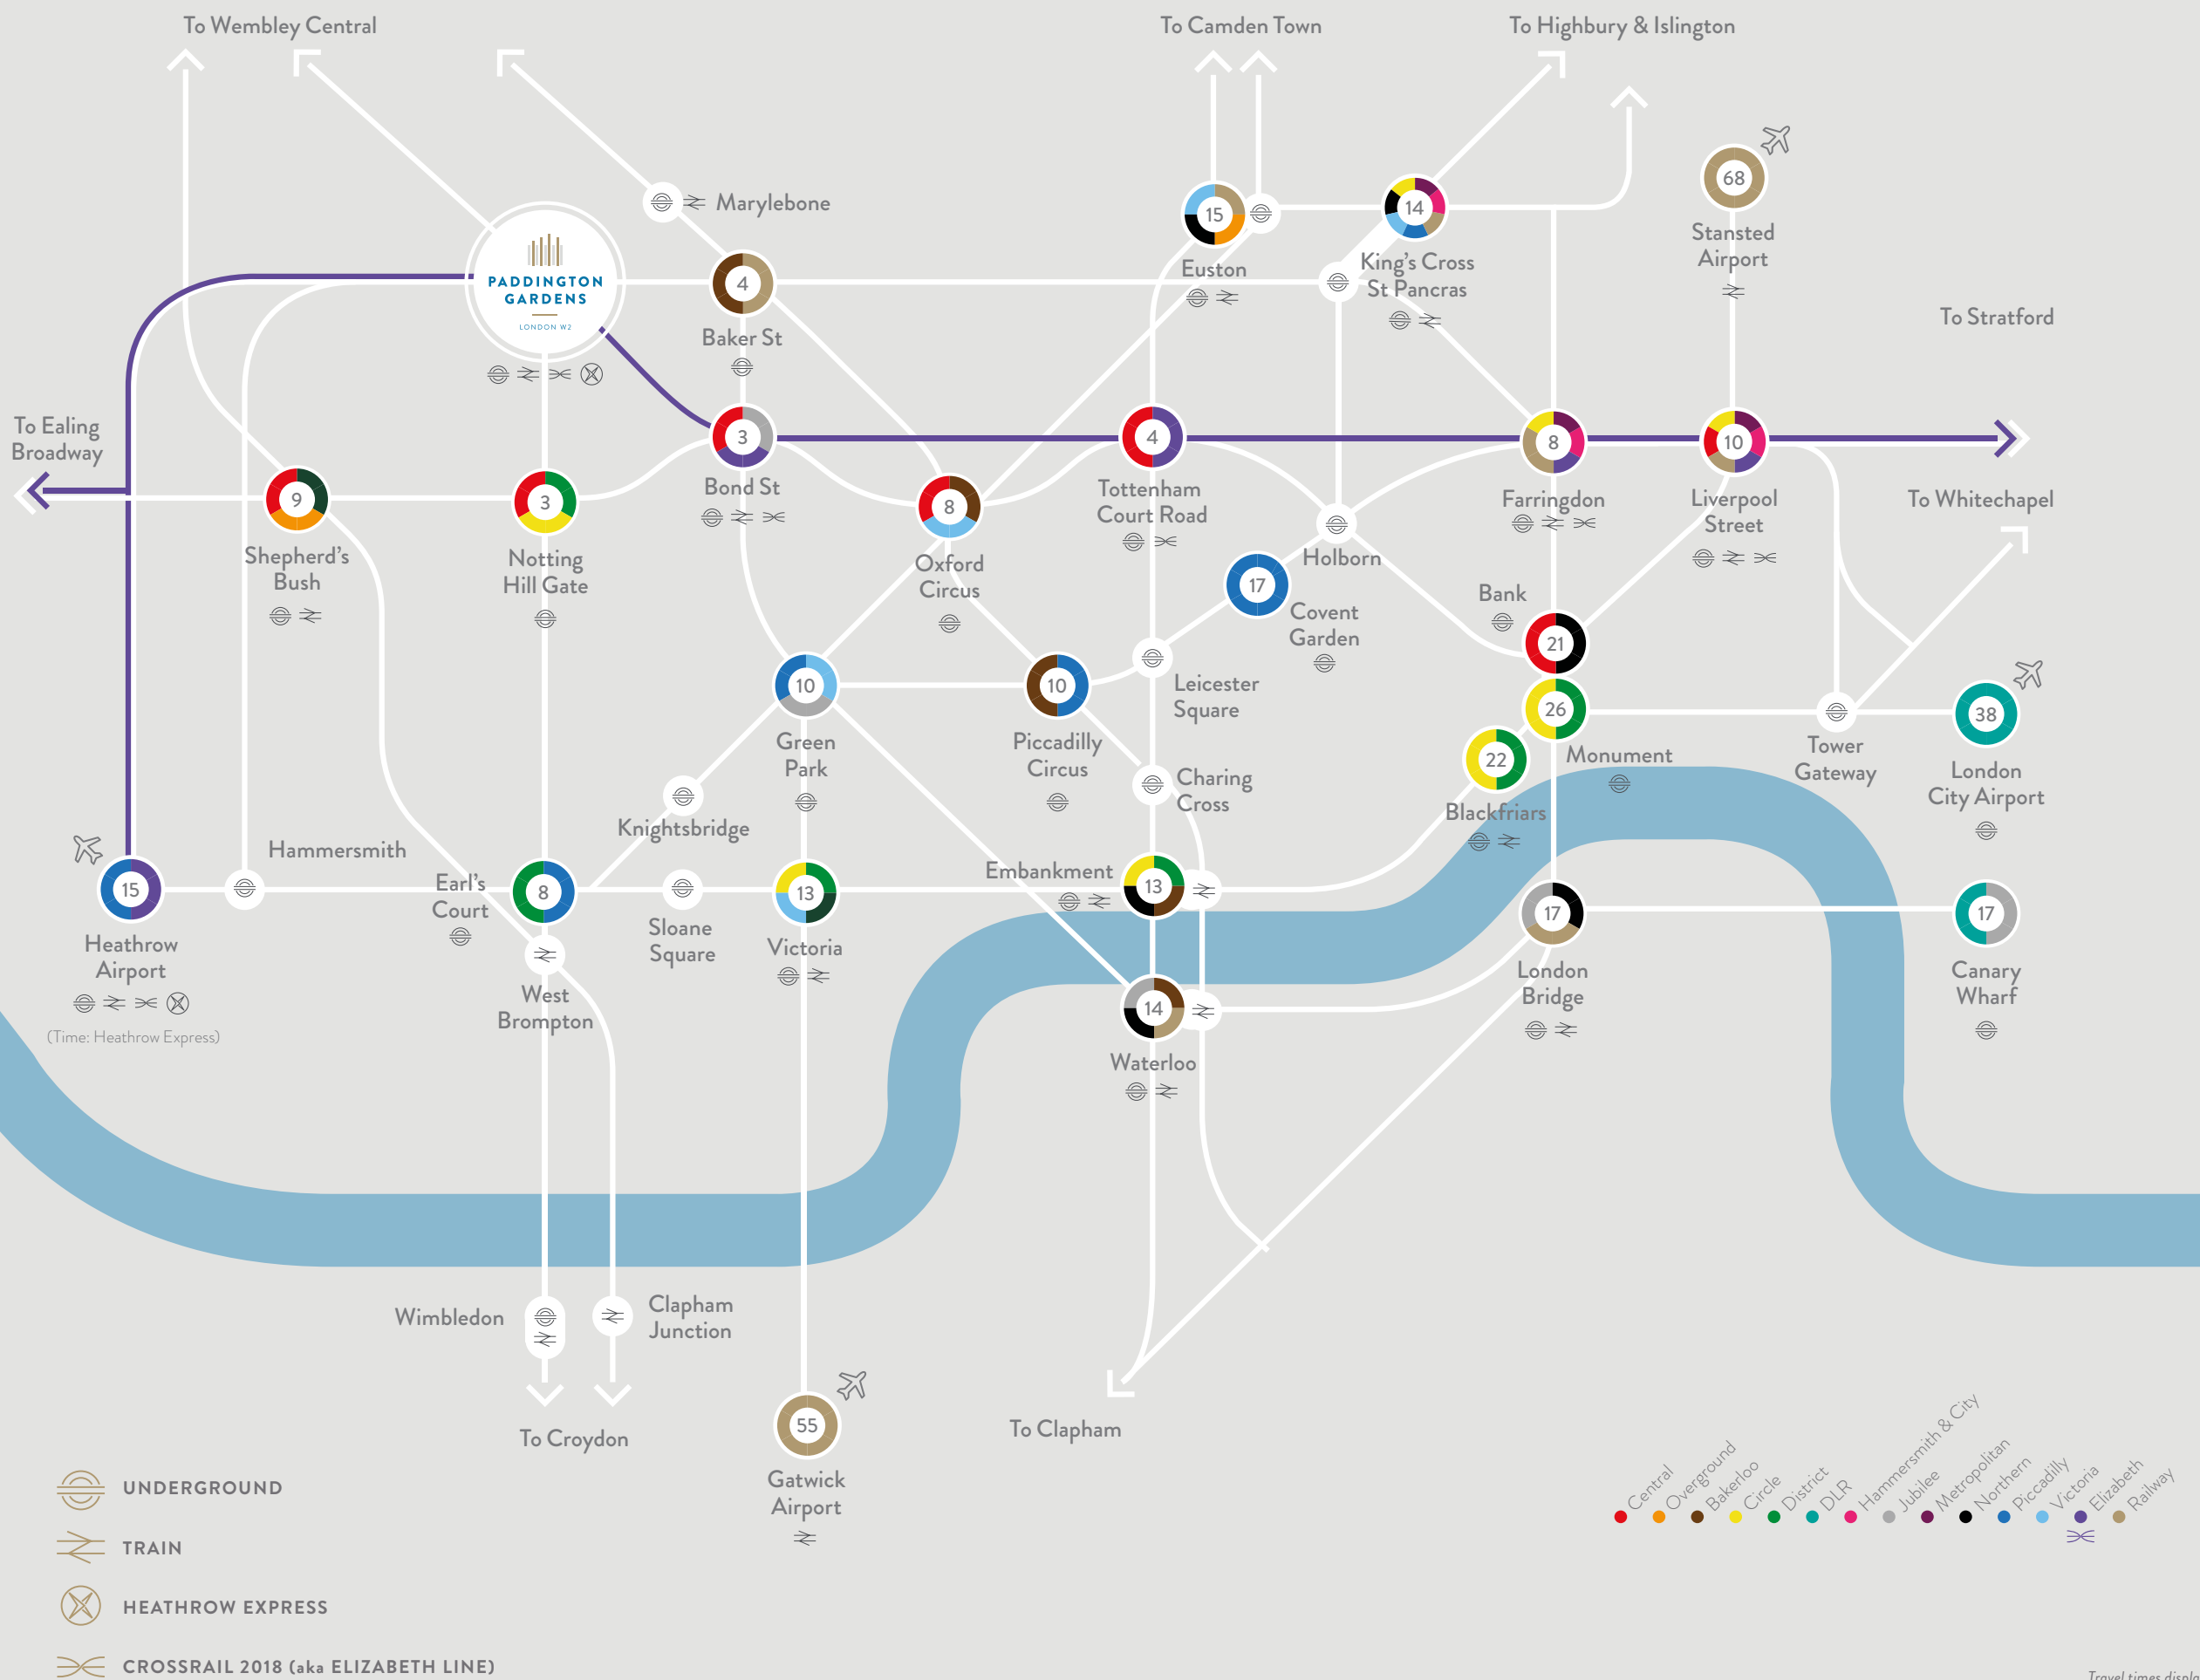 To Wembley Central
To Camden Town
To Highbury & Islington
Marylebone
68
Stansted
Airport
15
Euston
14
King's Cross
St Pancras
PADDINGTON
GARDENS
LONDON W2
4
Baker St
To Stratford
To Ealing
Broadway
3
Bond St
4
Tottenham
Court Road
8
Farringdon
10
Liverpool
Street
To Whitechapel
9
Shepherd's
Bush
3
Notting
Hill Gate
8
Oxford
Circus
Holborn
17
Covent
Garden
Bank
21
Leicester
Square
10
Green
Park
10
Piccadilly
Circus
26
Monument
22
Blackfriars
Tower
Gateway
38
London
City Airport
Knightsbridge
Charing
Cross
15
Heathrow
Airport
(Time: Heathrow Express)
Hammersmith
Earl's
Court
8
Sloane
Square
13
Victoria
Embankment
13
17
London
Bridge
17
Canary
Wharf
West
Brompton
14
Waterloo
Wimbledon
Clapham
Junction
To Croydon
55
Gatwick
Airport
To Clapham
UNDERGROUND
TRAIN
HEATHROW EXPRESS
CROSSRAIL 2018 (aka ELIZABETH LINE)
Central
Overground
Bakerloo
Circle
District
DLR
Hammersmith & City
Jubilee
Metropolitan
Northern
Piccadilly
Victoria
Elizabeth
Railway
Travel times